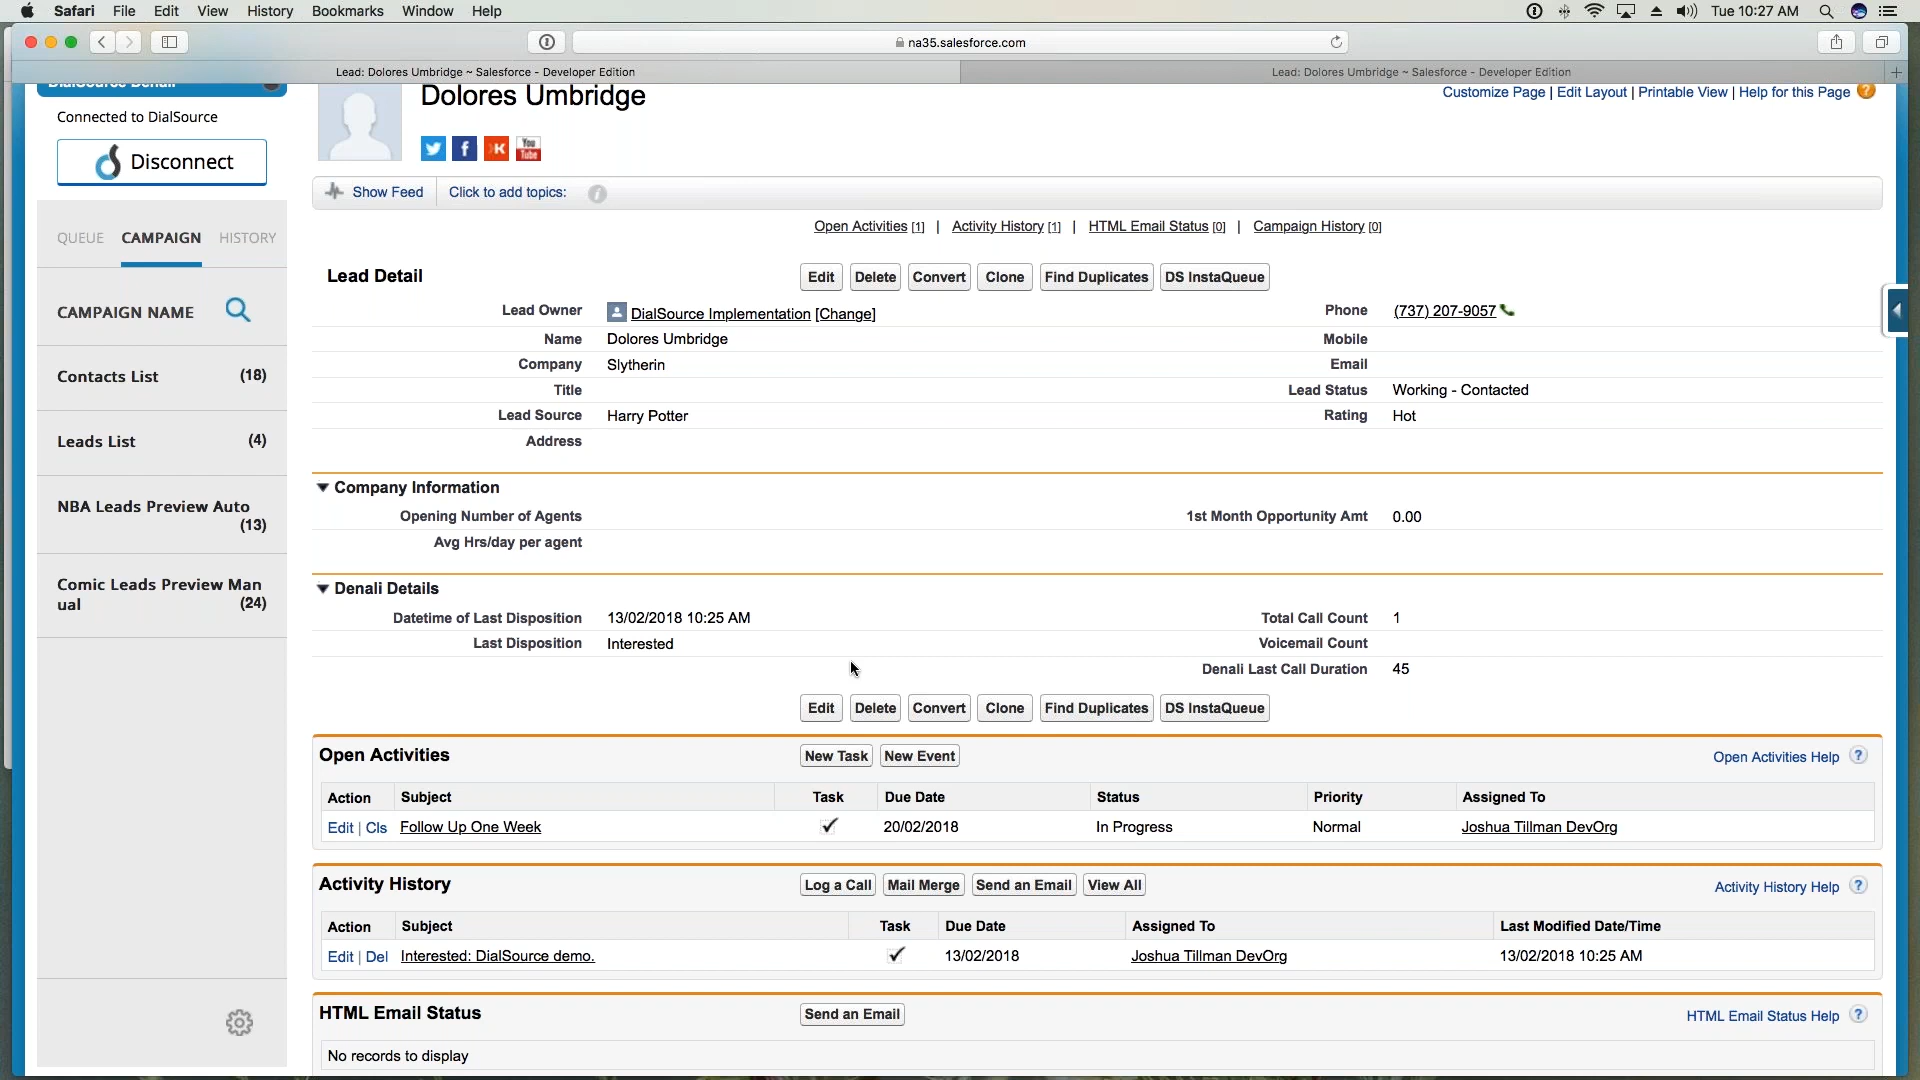 Safari File Edit View History Bookmarks Window Help Tue 10:27 AM
na35.salesforce.com
Lead: Dolores Umbridge ~ Salesforce - Developer Edition Lead: Dolores Umbridge ~ Salesforce - Developer Edition
DialSource Denali
Connected to DialSource
Disconnect
QUEUE CAMPAIGN HISTORY
CAMPAIGN NAME
Contacts List (18)
Leads List (4)
NBA Leads Preview Auto
(13)
Comic Leads Preview Man
ual (24)
Dolores Umbridge
Customize Page | Edit Layout | Printable View | Help for this Page ?
You
Tube
Show Feed Click to add topics: i
Open Activities [1] | Activity History [1] | HTML Email Status [0] | Campaign History [0]
Lead Detail Edit Delete Convert Clone Find Duplicates DS InstaQueue
Lead Owner DialSource Implementation [Change] Phone (737) 207-9057
Name Dolores Umbridge Mobile
Company Slytherin Email
Title Lead Status Working - Contacted
Lead Source Harry Potter Rating Hot
Address
Company Information
Opening Number of Agents 1st Month Opportunity Amt 0.00
Avg Hrs/day per agent
Denali Details
Datetime of Last Disposition 13/02/2018 10:25 AM Total Call Count 1
Last Disposition Interested Voicemail Count
Denali Last Call Duration 45
Edit Delete Convert Clone Find Duplicates DS InstaQueue
Open Activities New Task New Event Open Activities Help ?
Action Subject Task Due Date Status Priority Assigned To
Edit | Cls Follow Up One Week 20/02/2018 In Progress Normal Joshua Tillman DevOrg
Activity History Log a Call Mail Merge Send an Email View All Activity History Help ?
Action Subject Task Due Date Assigned To Last Modified Date/Time
Edit | Del Interested: DialSource demo. 13/02/2018 Joshua Tillman DevOrg 13/02/2018 10:25 AM
HTML Email Status Send an Email HTML Email Status Help ?
No records to display